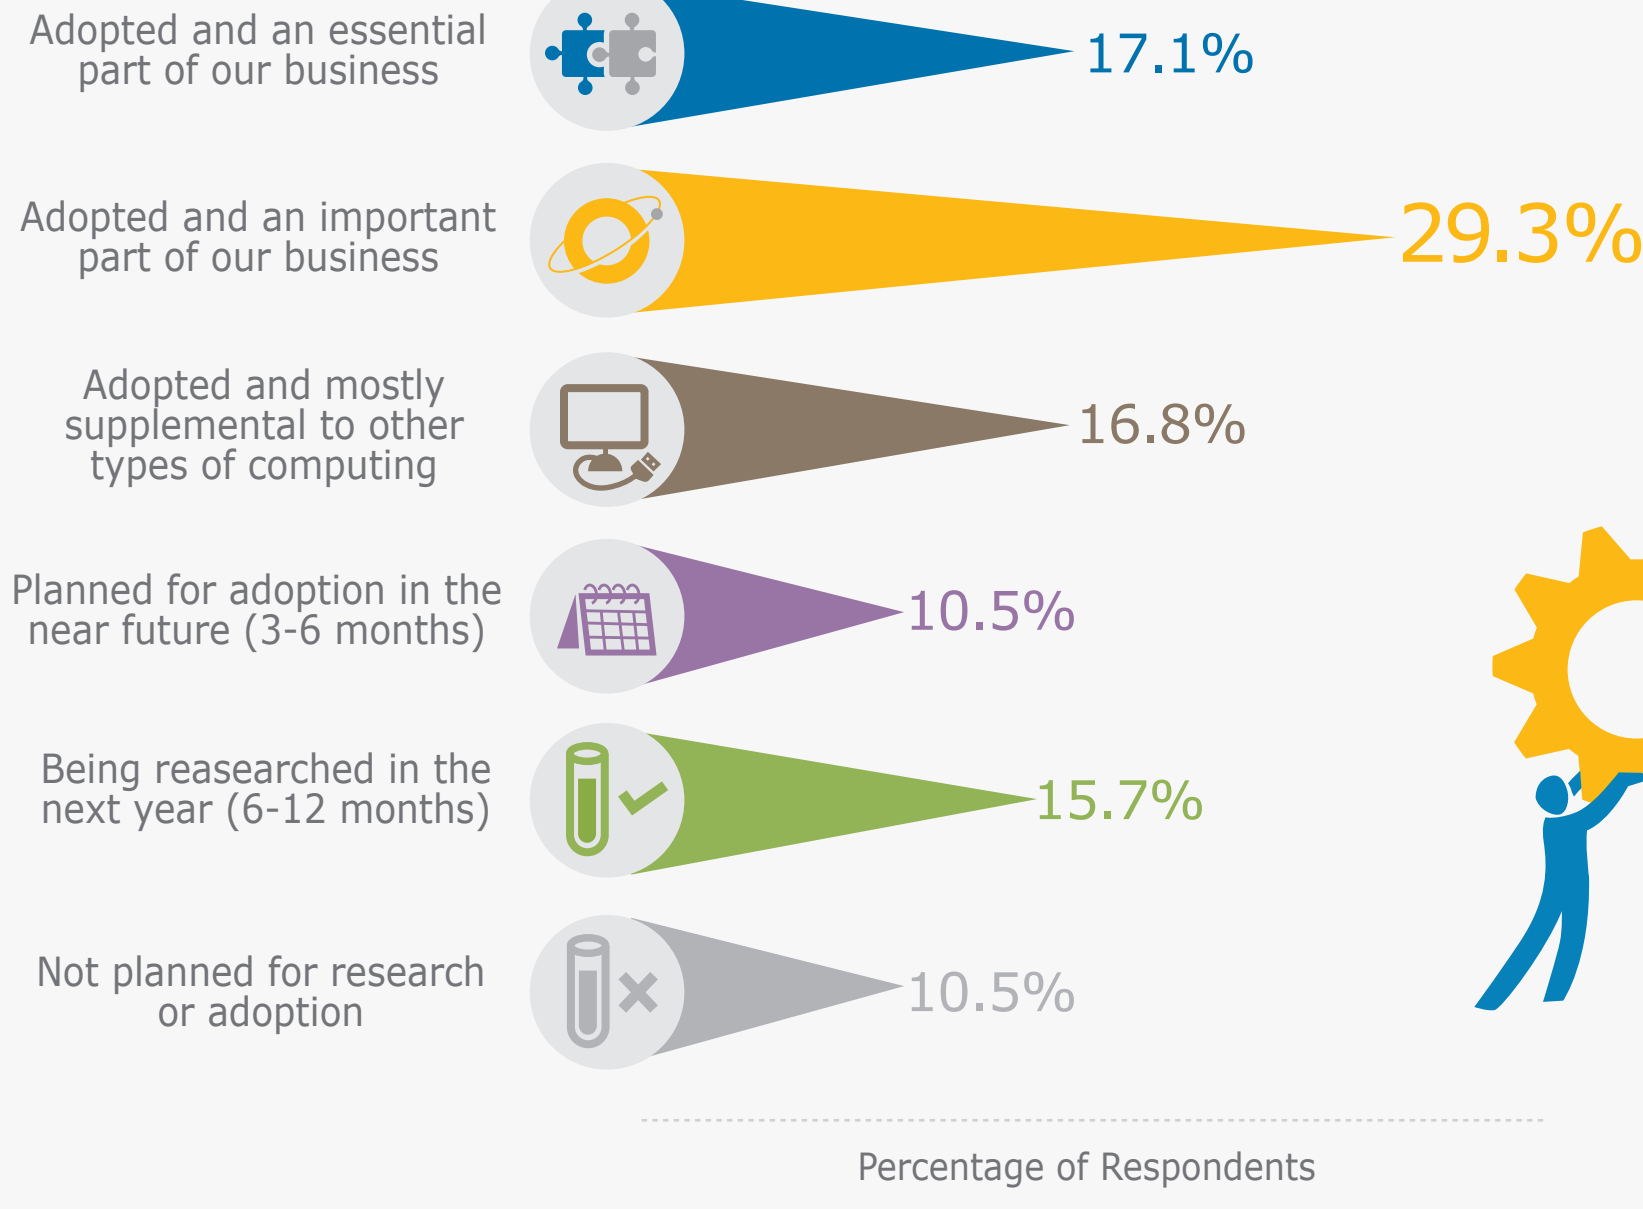 Adopted and an essential
part of our business
17.1%
Adopted and an important
part of our business
29.3%
Adopted and mostly
supplemental to other
types of computing
16.8%
Planned for adoption in the
near future (3-6 months)
10.5%
Being reasearched in the
next year (6-12 months)
15.7%
Not planned for research
or adoption
10.5%
Percentage of Respondents